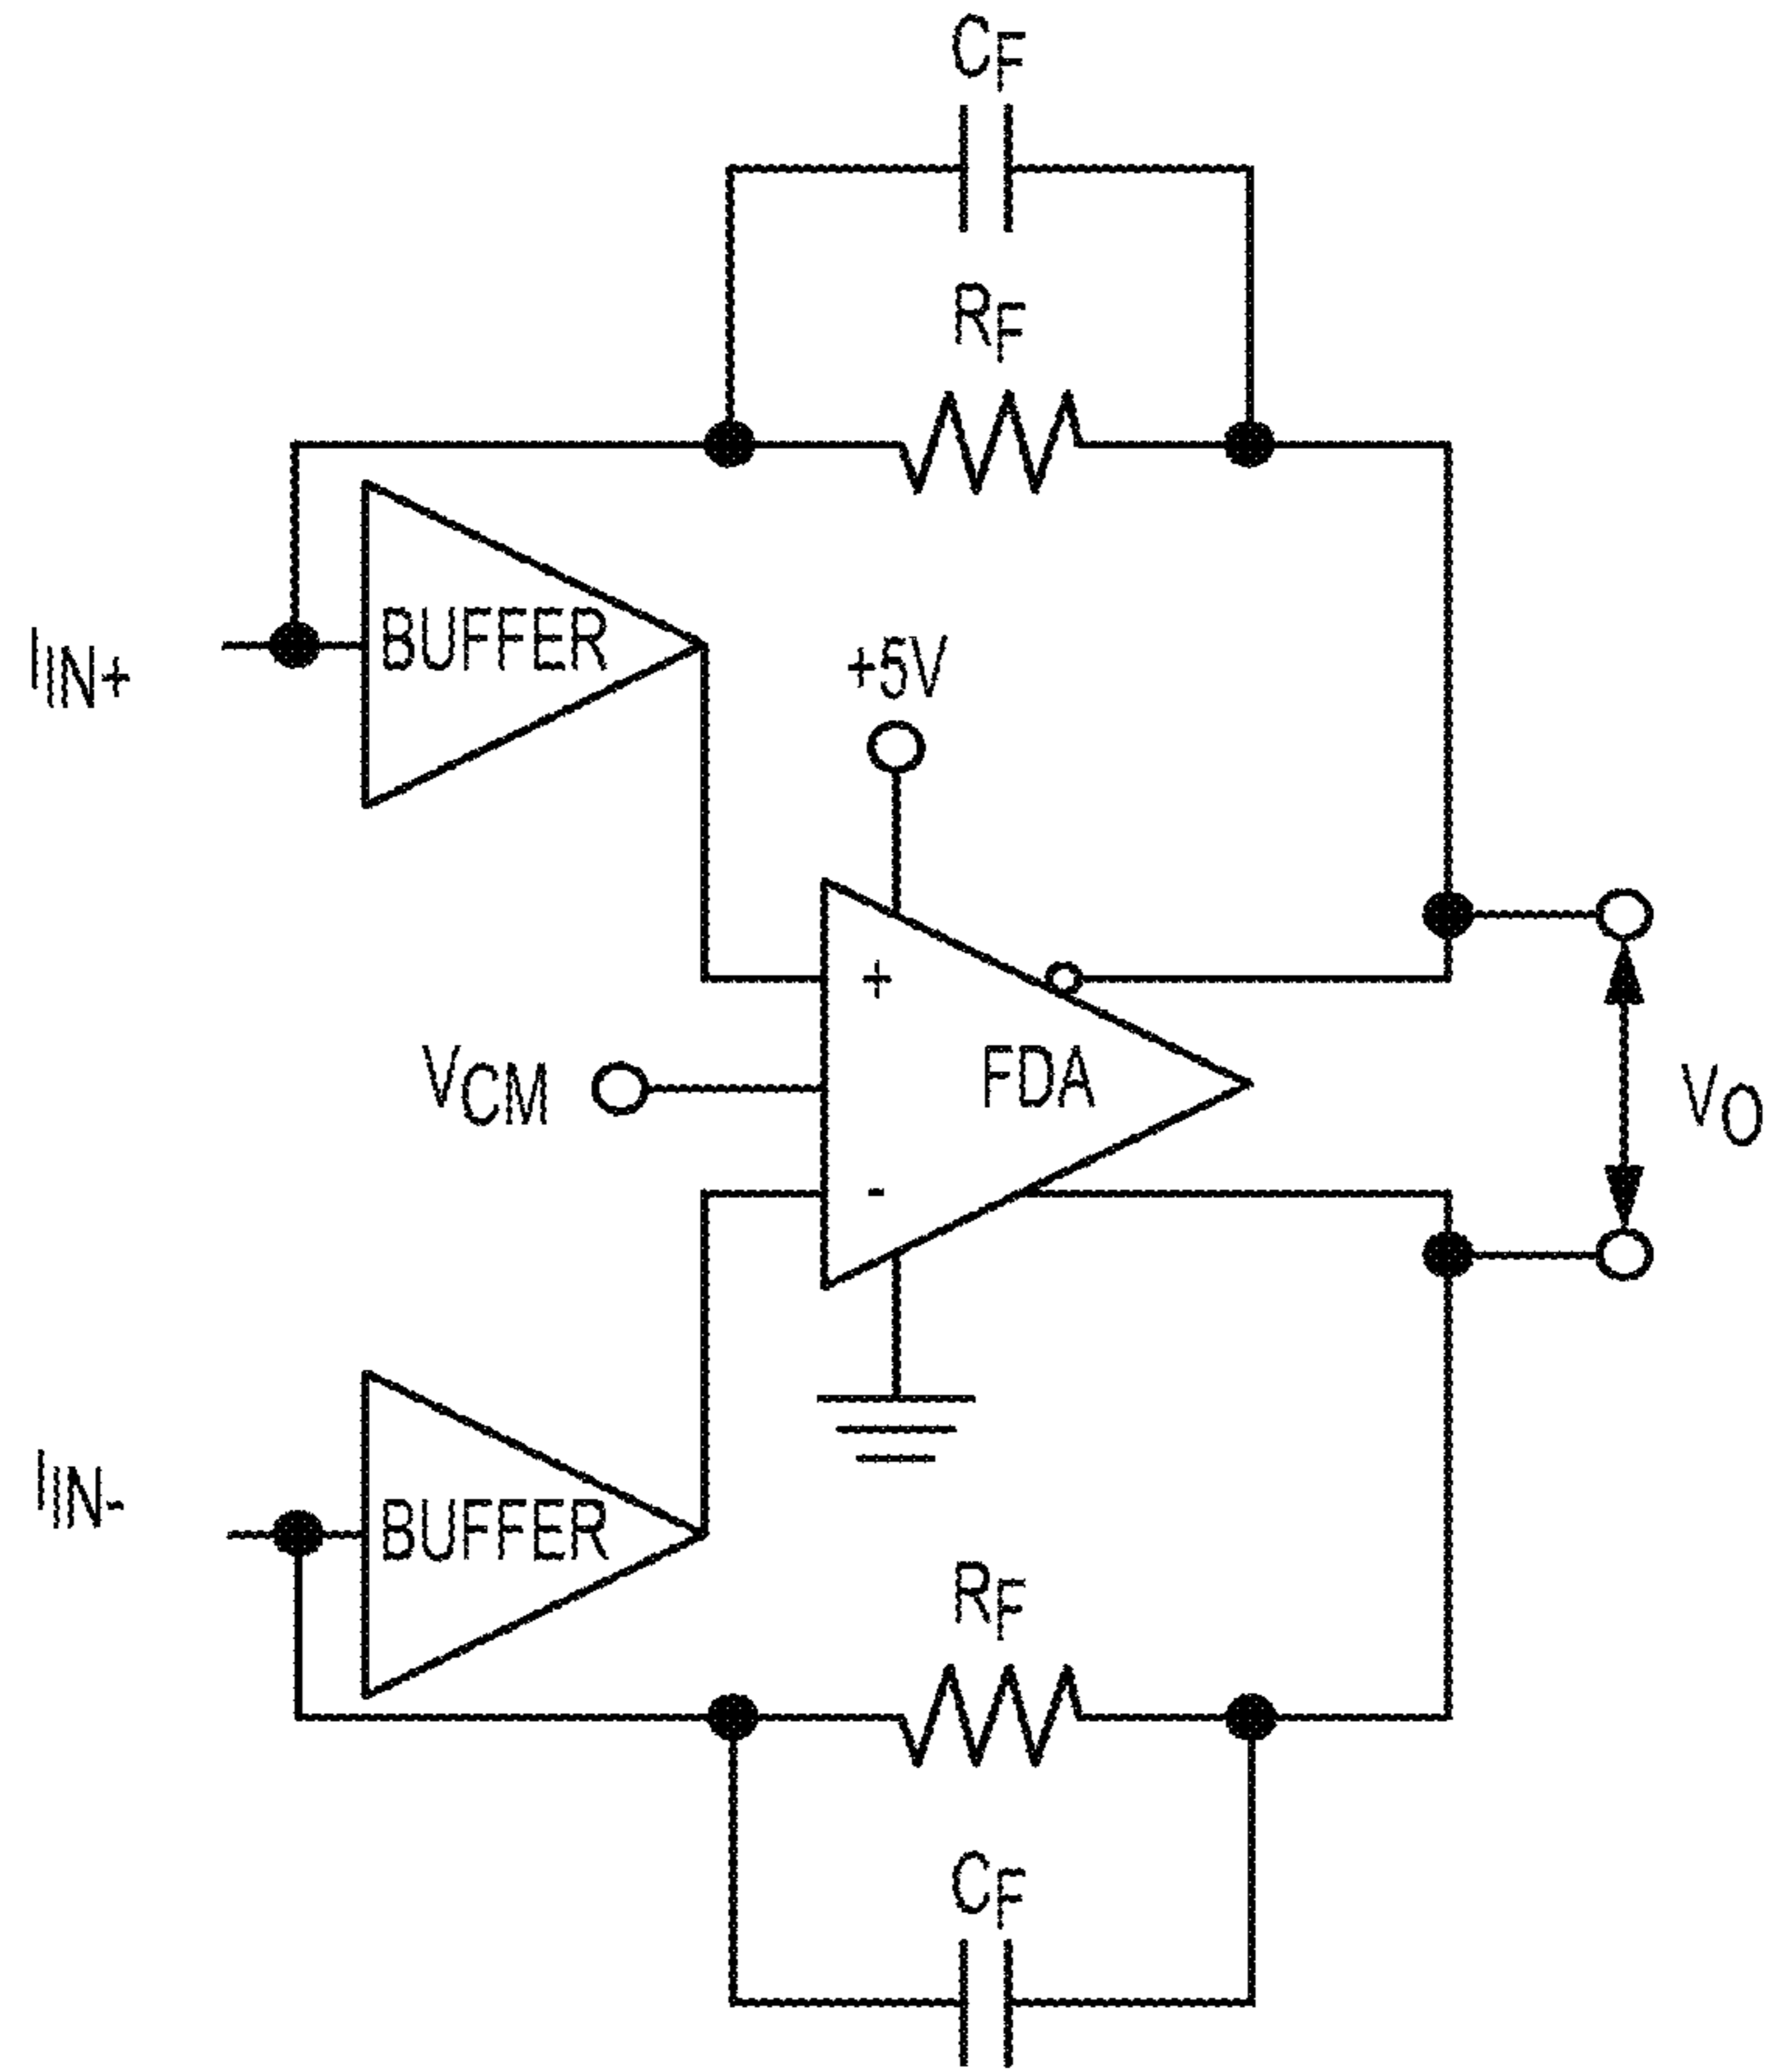 CF
RF
BUFFER
IIN+
+5V
+
VCM
FDA
VO
-
IIN-
BUFFER
RF
CF